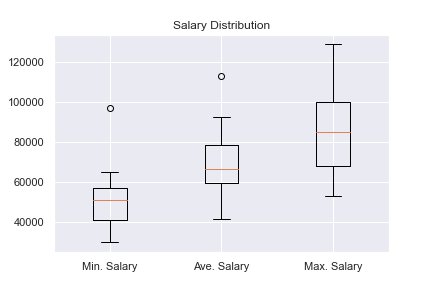 Salary Distribution
120000
100000
80000
60000
40000
Min. Salary
Ave. Salary
Max. Salary